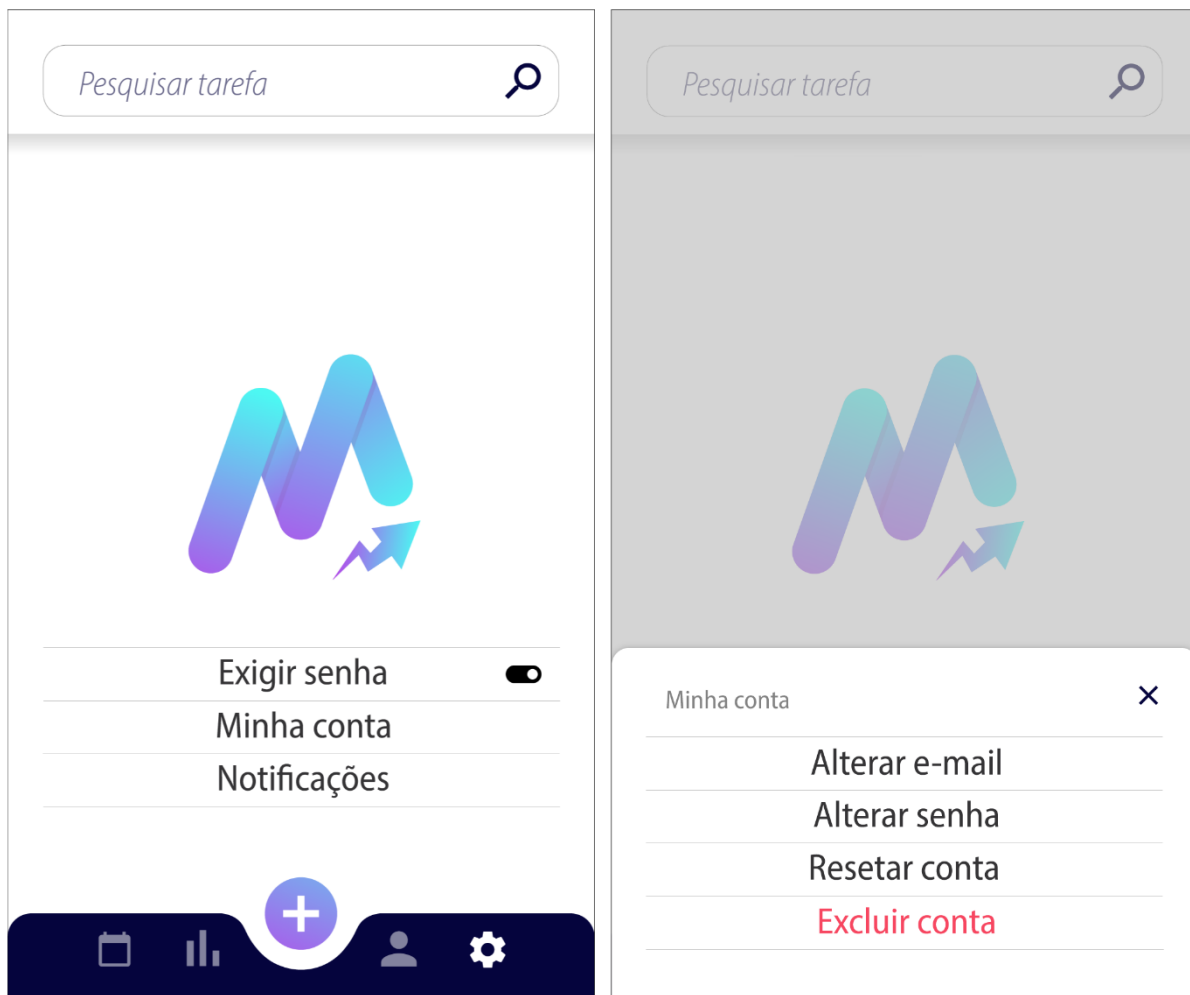 Pesquisar tarefa
Exigir senha
Minha conta
Notificações
Pesquisar tarefa
Minha conta
Alterar e-mail
Alterar senha
Resetar conta
Excluir conta